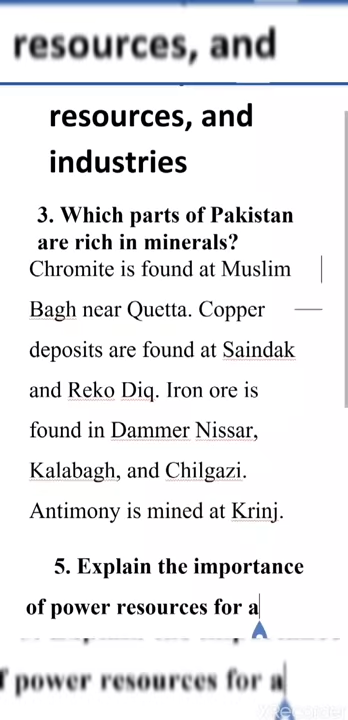 resources, and
resources, and
industries
3. Which parts of Pakistan
are rich in minerals?
Chromite is found at Muslim
Bagh near Quetta. Copper
deposits are found at Saindak
and Reko Diq. Iron ore is
found in Dammer Nissar,
Kalabagh, and Chilgazi.
Antimony is mined at Krinj.
5. Explain the importance
of power resources for a
f power resources for a